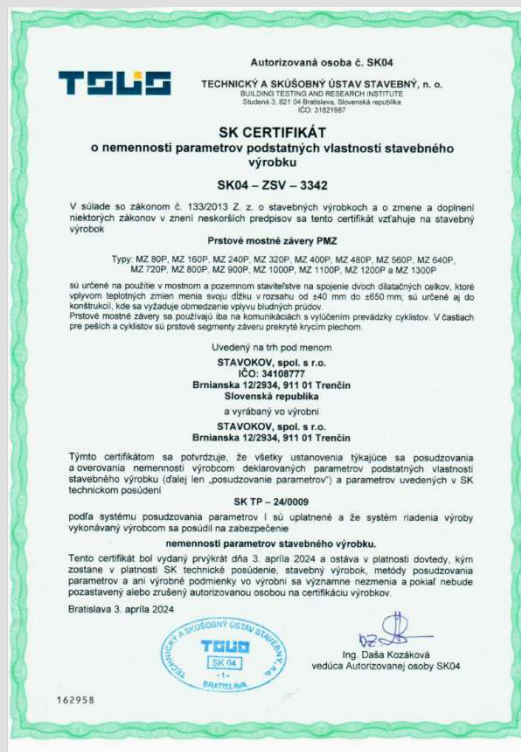 Autorizovaná osoba č. SK04
TSÚS
TECHNICKÝ A SKÚŠOBNÝ ÚSTAV STAVEBNÝ, n. o.
BUILDING TESTING AND RESEARCH INSTITUTE
Studená 3, 821 04 Bratislava, Slovenská republika
IČO: 31821987
SK CERTIFIKÁT
o nemennosti parametrov podstatných vlastností stavebného
výrobku
SK04 – ZSV – 3342
V súlade so zákonom č. 133/2013 Z. z. o stavebných výrobkoch a o zmene a doplnení
niektorých zákonov v znení neskorších predpisov sa tento certifikát vzťahuje na stavebný
výrobok
Prstové mostné závery PMZ
Typy: MZ 80P, MZ 160P, MZ 240P, MZ 320P, MZ 400P, MZ 480P, MZ 560P, MZ 640P,
MZ 720P, MZ 800P, MZ 900P, MZ 1000P, MZ 1100P, MZ 1200P a MZ 1300P
sú určené na použitie v mostnom a pozemnom staviteľstve na spojenie dvoch dilatačných celkov, ktoré
vplyvom teplotných zmien menia svoju dĺžku v rozsahu od ±40 mm do ±650 mm; sú určené aj do
konštrukcií, kde sa vyžaduje obmedzenie vplyvu bludných prúdov.
Prstové mostné závery sa používajú iba na komunikáciách s vylúčením prevádzky cyklistov. V častiach
pre peších a cyklistov sú prstové segmenty záveru prekryté krycím plechom.
Uvedený na trh pod menom
STAVOKOV, spol. s r.o.
IČO: 34108777
Brnianska 12/2934, 911 01 Trenčín
Slovenská republika
a vyrábaný vo výrobni
STAVOKOV, spol. s r.o.
Brnianska 12/2934, 911 01 Trenčín
Týmto certifikátom sa potvrdzuje, že všetky ustanovenia týkajúce sa posudzovania
a overovania nemennosti výrobcom deklarovaných parametrov podstatných vlastností
stavebného výrobku (ďalej len „posudzovanie parametrov“) a parametrov uvedených v SK
technickom posúdení
SK TP – 24/0009
podľa systému posudzovania parametrov I sú uplatnené a že systém riadenia výroby
vykonávaný výrobcom sa posúdil na zabezpečenie
nemennosti parametrov stavebného výrobku.
Tento certifikát bol vydaný prvýkrát dňa 3. apríla 2024 a ostáva v platnosti dovtedy, kým
zostane v platnosti SK technické posúdenie, stavebný výrobok, metódy posudzovania
parametrov a ani výrobné podmienky vo výrobni sa významne nezmenia a pokiaľ nebude
pozastavený alebo zrušený autorizovanou osobou na certifikáciu výrobkov.
Bratislava 3. apríla 2024
TECHNICKÝ A SKÚŠOBNÝ ÚSTAV STAVEBNÝ, n.o.
TSÚS
SK 04
-1-
BRATISLAVA
Ing. Daša Kozáková
vedúca Autorizovanej osoby SK04
162958